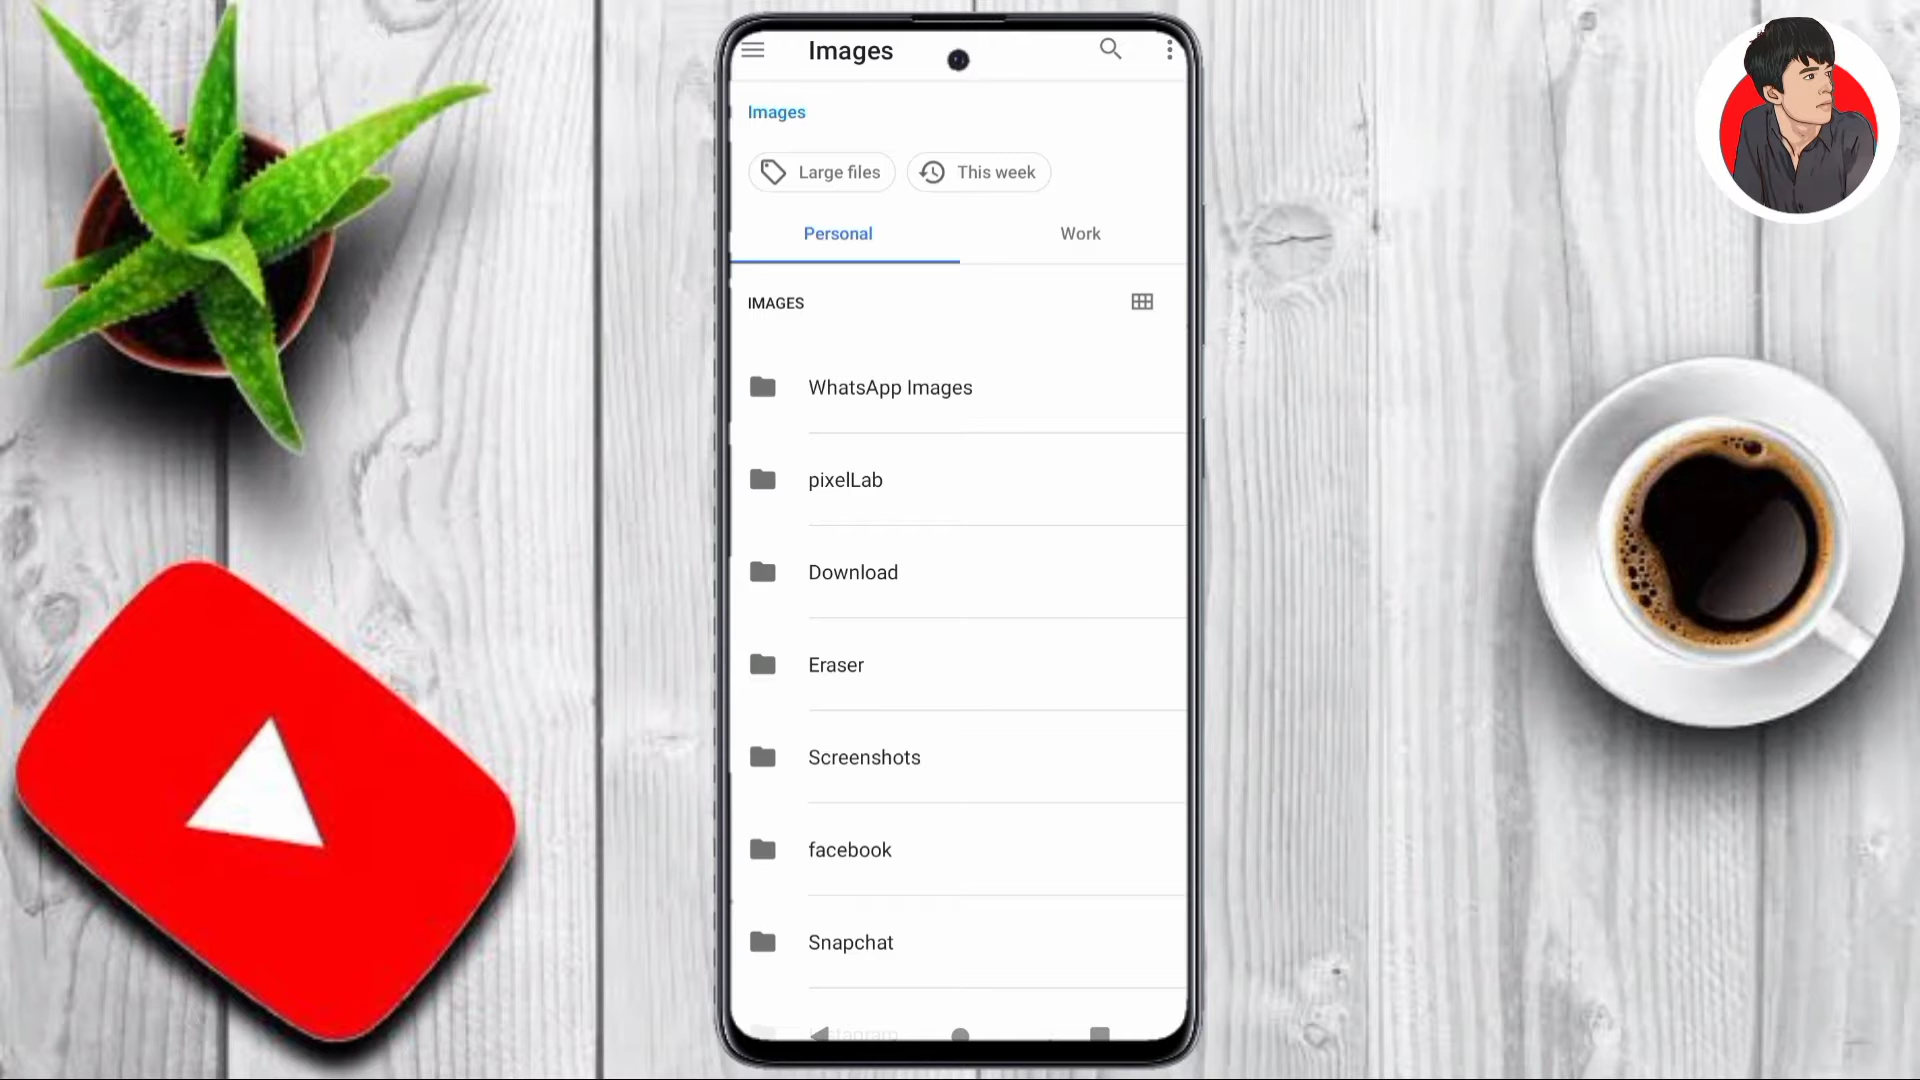 Images
Images
Large files
This week
Personal
Work
IMAGES
WhatsApp Images
pixelLab
Download
Eraser
Screenshots
facebook
Snapchat